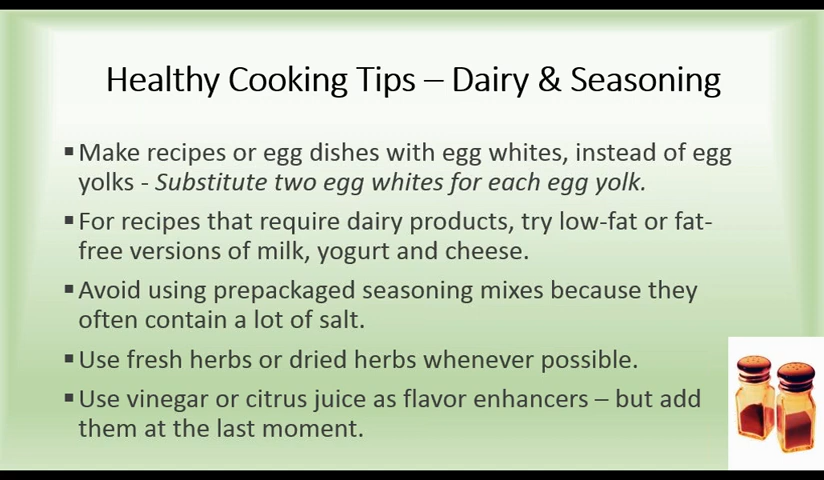 Healthy Cooking Tips – Dairy & Seasoning
▪Make recipes or egg dishes with egg whites, instead of egg
yolks - Substitute two egg whites for each egg yolk.
▪For recipes that require dairy products, try low-fat or fat-
free versions of milk, yogurt and cheese.
▪Avoid using prepackaged seasoning mixes because they
often contain a lot of salt.
▪Use fresh herbs or dried herbs whenever possible.
▪Use vinegar or citrus juice as flavor enhancers – but add
them at the last moment.